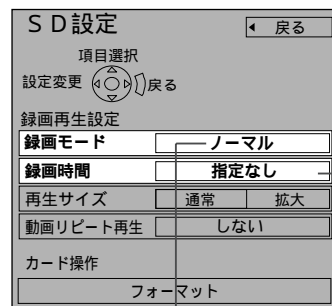 SD設定
戻る
項目選択
設定変更 戻る
録画再生設定
録画モード ノーマル
録画時間 指定なし
再生サイズ 通常 拡大
動画リピート再生 しない
カード操作
フォーマット